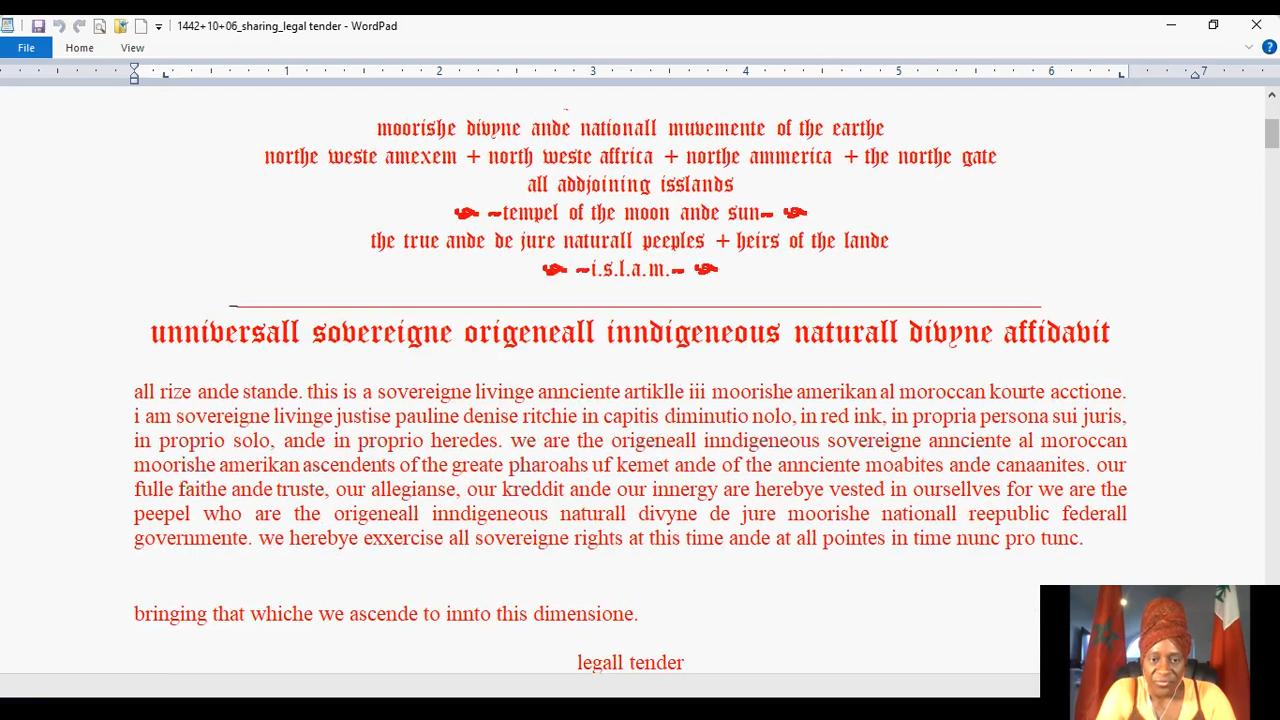 1442+10+06_sharing_legal tender - WordPad
File Home View
1 2 3 4 5 6 7
moorishe divyne ande nationall muvemente of the earthe
northe weste amexem + north weste affrica + northe ammerica + the northe gate
all addjoining isslands
~tempel of the moon ande sun~
the true ande de jure naturall peeples + heirs of the lande
~i.s.l.a.m.~
unniversall sovereigne origeneall inndigeneous naturall divyne affidavit
all rize ande stande. this is a sovereigne livinge annciente artiklle iii moorishe amerikan al moroccan kourte acctione.
i am sovereigne livinge justise pauline denise ritchie in capitis diminutio nolo, in red ink, in propria persona sui juris,
in proprio solo, ande in proprio heredes. we are the origeneall inndigeneous sovereigne annciente al moroccan
moorishe amerikan ascendents of the greate pharoahs uf kemet ande of the annciente moabites ande canaanites. our
fulle faithe ande truste, our allegianse, our kreddit ande our innergy are herebye vested in oursellves for we are the
peepel who are the origeneall inndigeneous naturall divyne de jure moorishe nationall reepublic federall
governmente. we herebye exxercise all sovereigne rights at this time ande at all pointes in time nunc pro tunc.
bringing that whiche we ascende to innto this dimensione.
legall tender